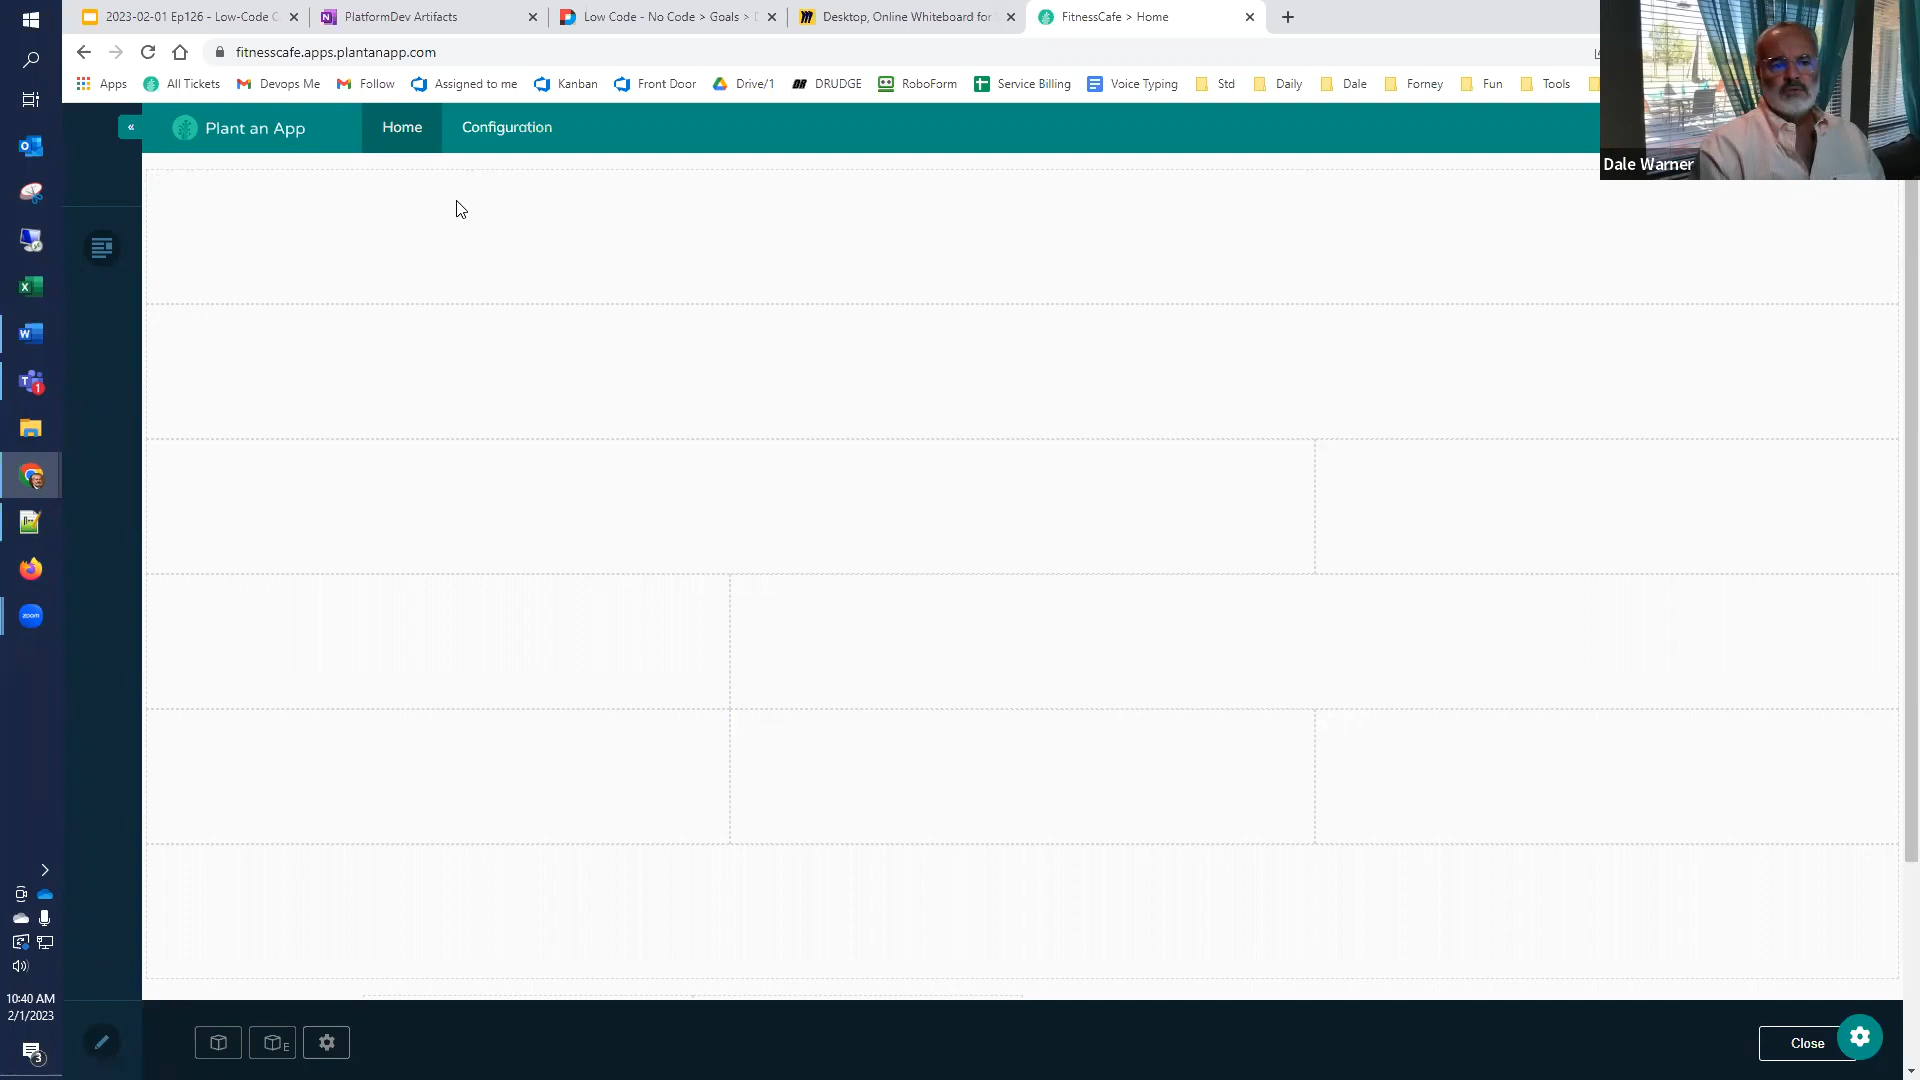 2023-02-01 Ep126 - Low-Code C
PlatformDev Artifacts
Low Code - No Code > Goals >
Desktop, Online Whiteboard for
FitnessCafe > Home
fitnesscafe.apps.plantanapp.com
Apps
All Tickets
Devops Me
Follow
Assigned to me
Kanban
Front Door
Drive/1
DRUDGE
RoboForm
Service Billing
Voice Typing
Std
Daily
Dale
Forney
Fun
Tools
Plant an App
Home
Configuration
Dale Warner
zoom
10:40 AM
2/1/2023
3
E
Close